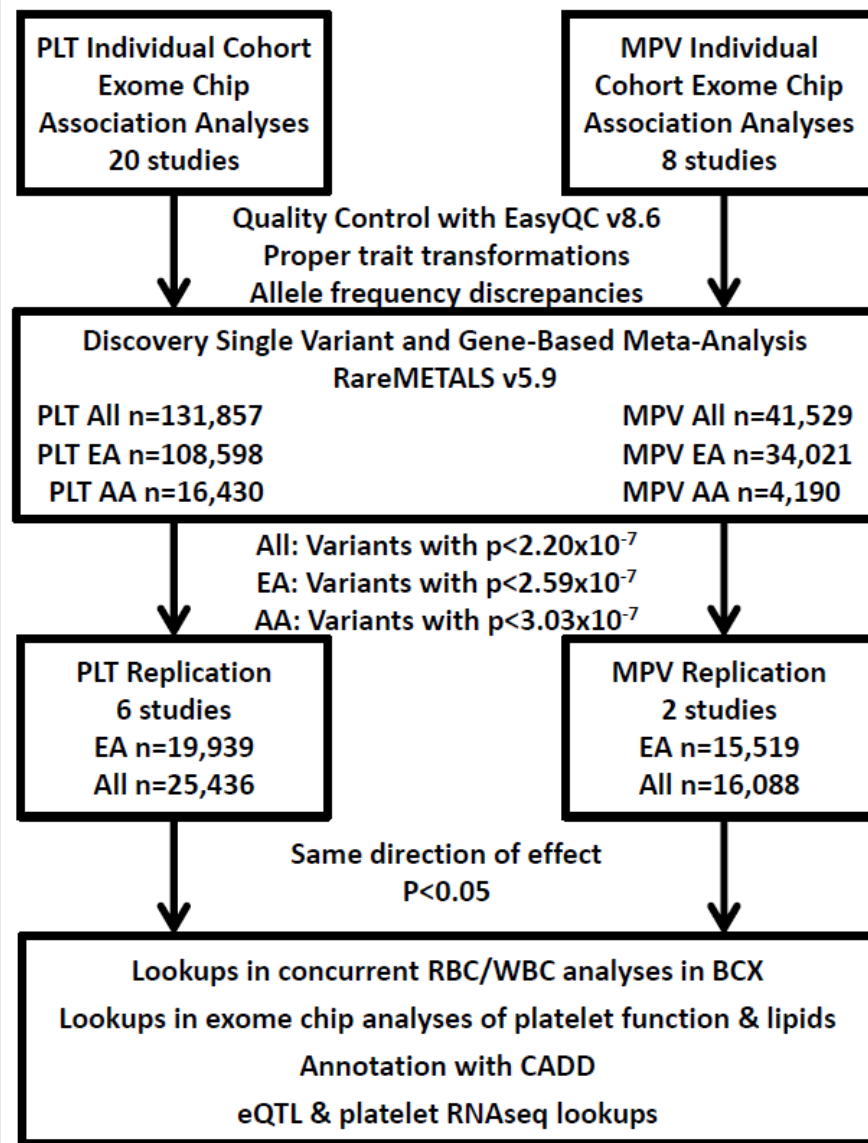 PLT Individual Cohort
Exome Chip
Association Analyses
20 studies
MPV Individual
Cohort Exome Chip
Association Analyses
8 studies
Quality Control with EasyQC v8.6
Proper trait transformations
Allele frequency discrepancies
Discovery Single Variant and Gene-Based Meta-Analysis
RareMETALS v5.9
PLT All n=131,857
PLT EA n=108,598
PLT AA n=16,430
MPV All n=41,529
MPV EA n=34,021
MPV AA n=4,190
All: Variants with p<2.20x10⁻⁷
EA: Variants with p<2.59x10⁻⁷
AA: Variants with p<3.03x10⁻⁷
PLT Replication
6 studies
EA n=19,939
All n=25,436
MPV Replication
2 studies
EA n=15,519
All n=16,088
Same direction of effect
P<0.05
Lookups in concurrent RBC/WBC analyses in BCX
Lookups in exome chip analyses of platelet function & lipids
Annotation with CADD
eQTL & platelet RNAseq lookups